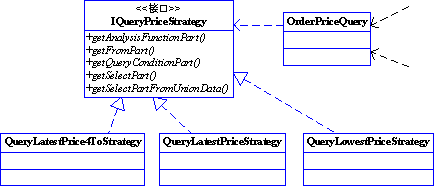 <<接口>>
IQueryPriceStrategy
+getAnalysisFunctionPart()
+getFromPart()
+getQueryConditionPart()
+getSelectPart()
+getSelectPartFromUnionData()
OrderPriceQuery
QueryLatestPrice4ToStrategy
QueryLatestPriceStrategy
QueryLowestPriceStrategy